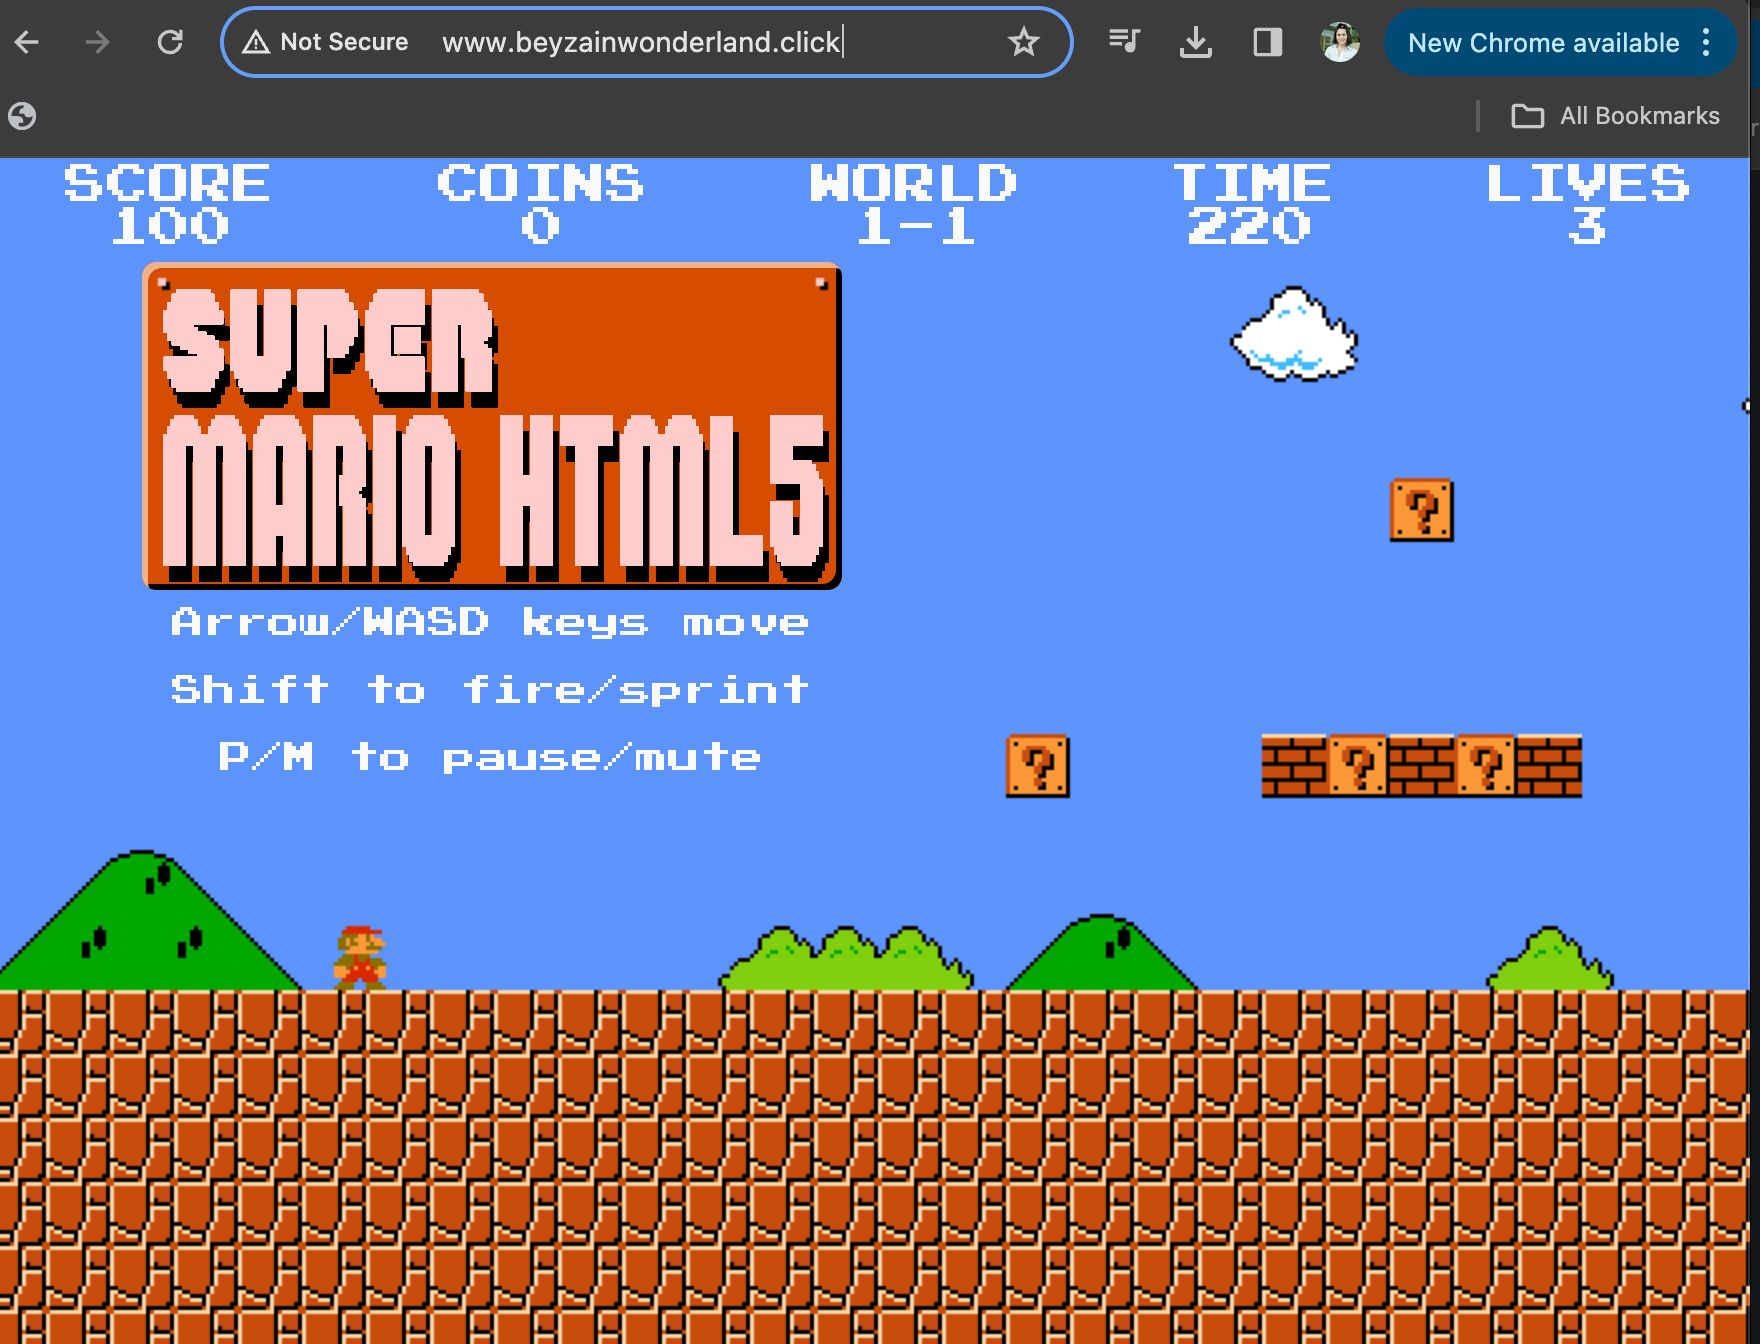 Not Secure www.beyzainwonderland.click New Chrome available
All Bookmarks
SCORE COINS WORLD TIME LIVES
100 0 1-1 220 3
SUPER
MARIO HTML5
Arrow/WASD keys move
Shift to fire/sprint
P/M to pause/mute
?
? ? ?